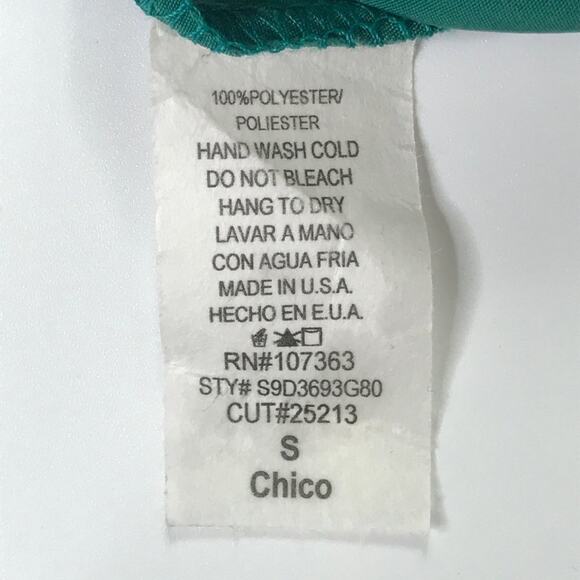 100%POLYESTER/
POLIESTER
HAND WASH COLD
DO NOT BLEACH
HANG TO DRY
LAVAR A MANO
CON AGUA FRIA
MADE IN U.S.A.
HECHO EN E.U.A.
RN#107363
STY# S9D3693G80
CUT#25213
S
Chico